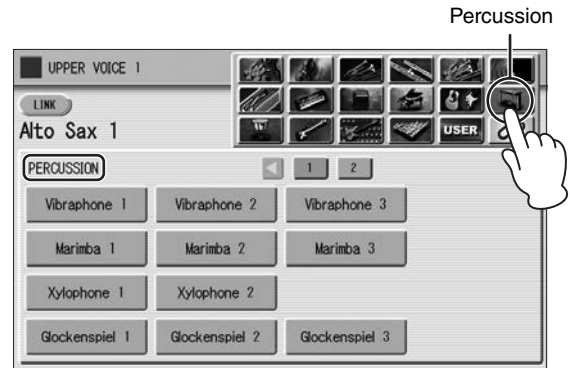 Percussion
UPPER VOICE 1
LINK
Alto Sax 1
USER
PERCUSSION
1 2
Vibraphone 1 Vibraphone 2 Vibraphone 3
Marimba 1 Marimba 2 Marimba 3
Xylophone 1 Xylophone 2
Glockenspiel 1 Glockenspiel 2 Glockenspiel 3